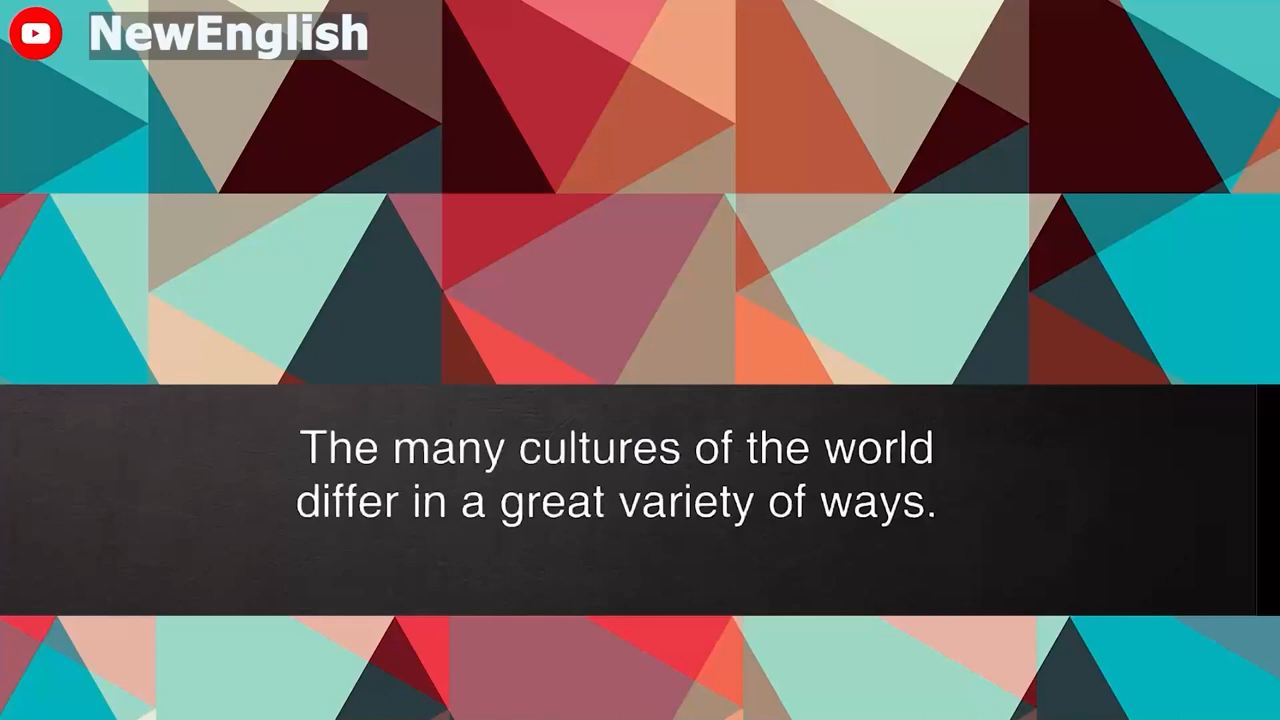 NewEnglish
The many cultures of the world
differ in a great variety of ways.